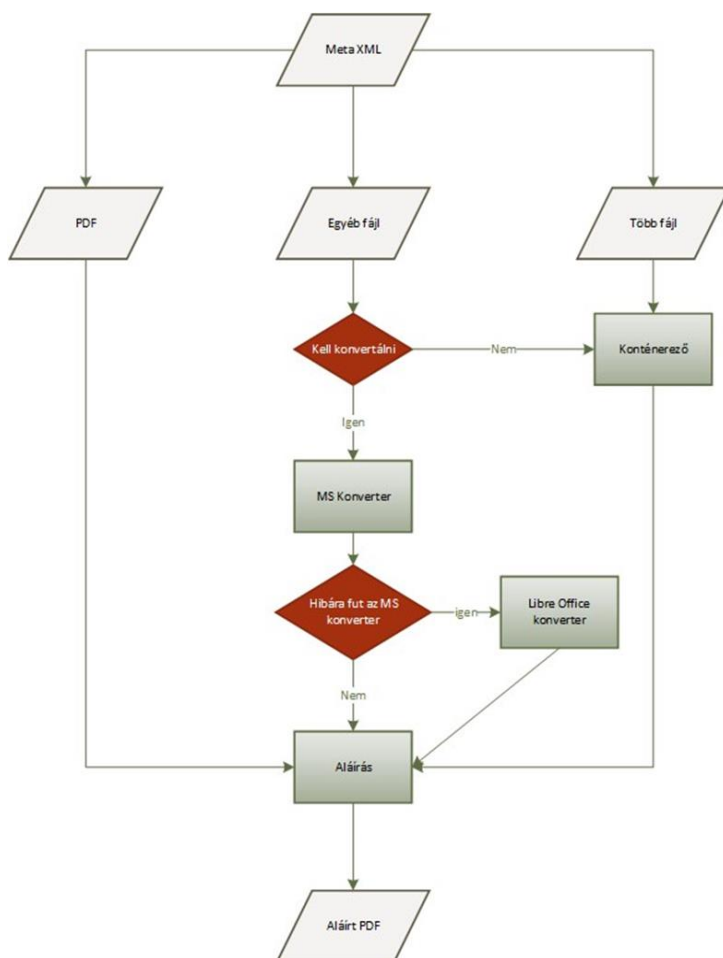 Meta XML
PDF
Egyéb fájl
Több fájl
Kell konvertálni
Nem
Konténerező
Igen
MS Konverter
Hibára fut az MS
konverter
igen
Libre Office
konverter
Nem
Aláírás
Aláírt PDF